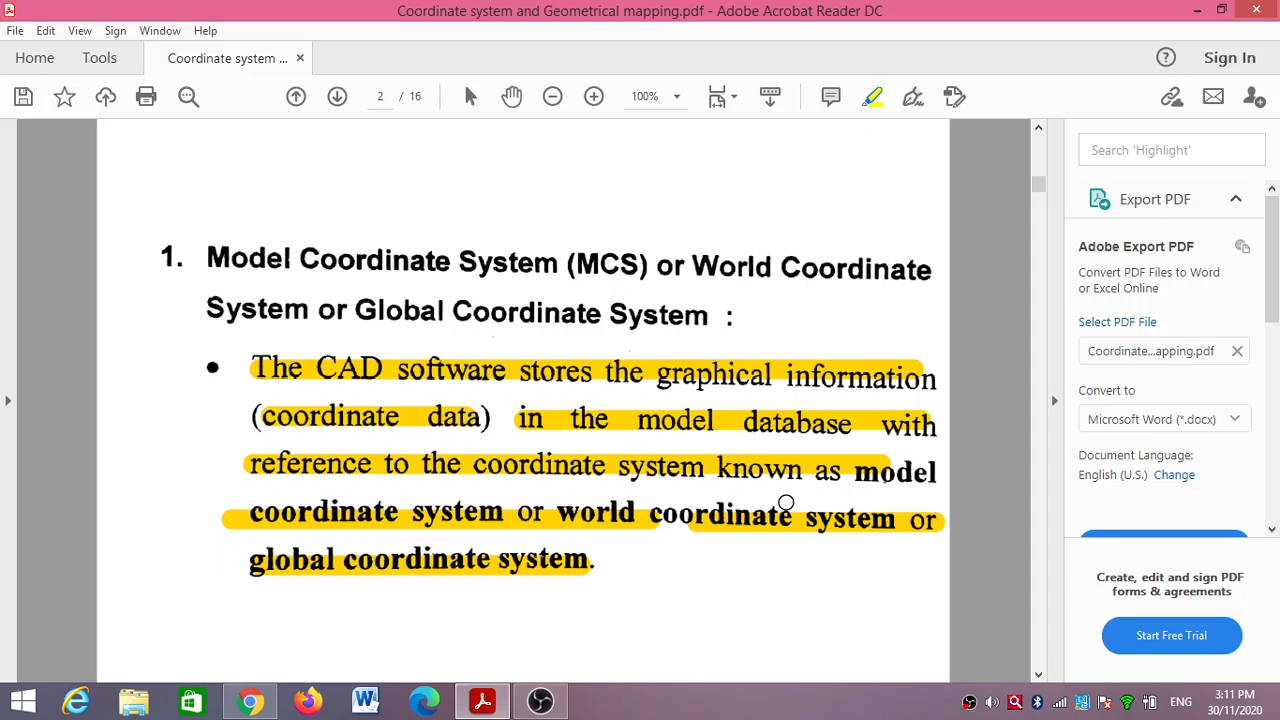 Coordinate system and Geometrical mapping.pdf - Adobe Acrobat Reader DC
File Edit View Sign Window Help
Home Tools Coordinate system ... × Sign In
2 / 16 100%
1. Model Coordinate System (MCS) or World Coordinate
System or Global Coordinate System :
• The CAD software stores the graphical information
(coordinate data) in the model database with
reference to the coordinate system known as model
coordinate system or world coordinate system or
global coordinate system.
Search 'Highlight'
Export PDF
Adobe Export PDF
Convert PDF Files to Word
or Excel Online
Select PDF File
Coordinate...apping.pdf
Convert to
Microsoft Word (*.docx)
Document Language:
English (U.S.) Change
Create, edit and sign PDF
forms & agreements
Start Free Trial
ENG
3:11 PM
30/11/2020